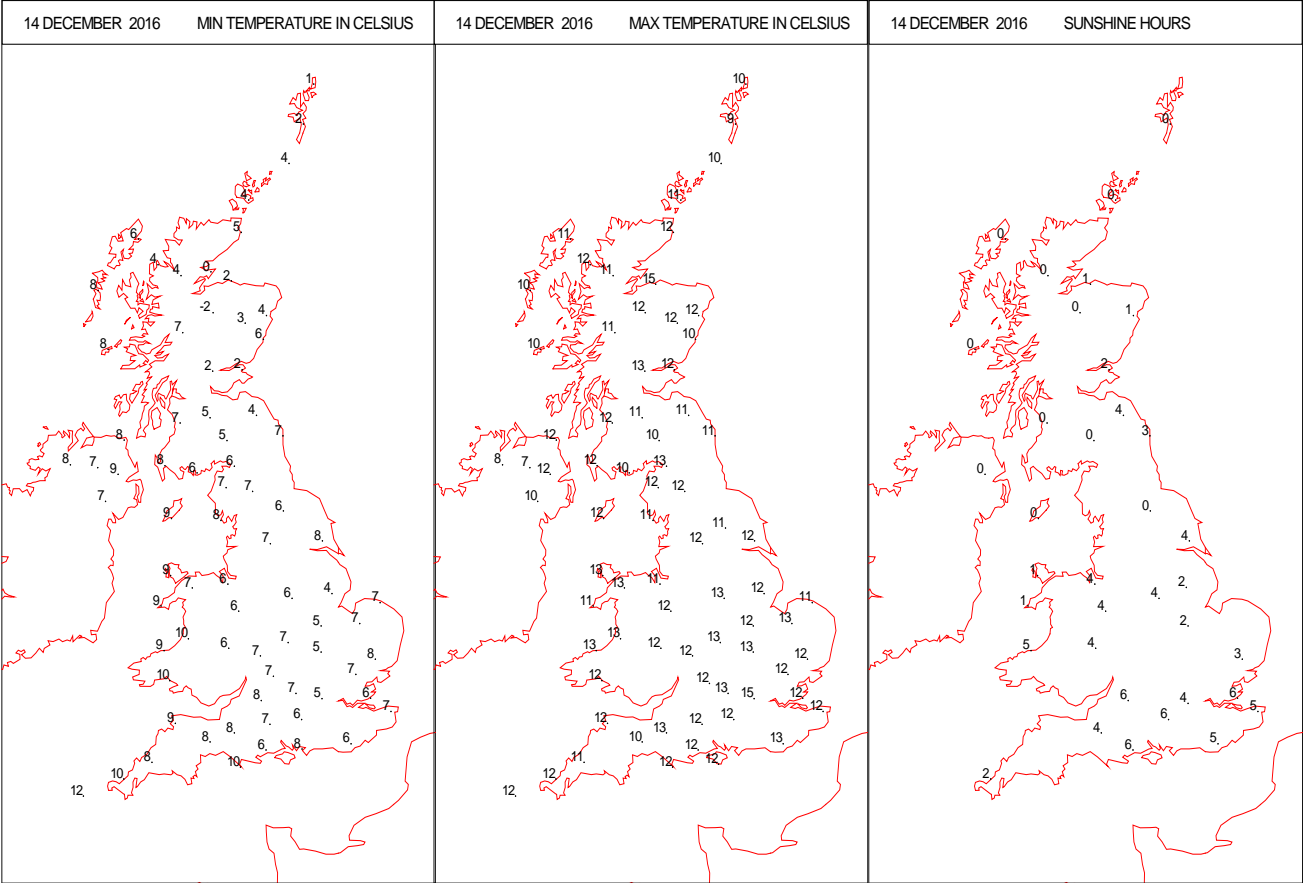 14 DECEMBER 2016 MIN TEMPERATURE IN CELSIUS
1
2
4
4
6 5
4
4 0
2
8
-2 3 4
7 6
8
2 2
7 5 4
8 5 7
8 7 9 8 6 6
7 7
7 9 8 6
7 8
9 7 6 6 4
9 6 5 7 7
9 10 6 7 7 5 8
10 7 7
8 7 5 6 7
9 8 7 6
8 6 8 6
8 10
10
12
14 DECEMBER 2016 MAX TEMPERATURE IN CELSIUS
10
9
10
11
11 12
12 11
15
10
12 12 12
11 10
10
13 12
12 11 11
12 10 11
8 7 12 12 10 13
12 12
10 12 11 11
12 12
13 13 11 13 12
11 12 12 13 11
13 13 12 12 13 13 12
12 12 12
13 15 12 12
12 13 12 12
10 12 12 13
11 12
12
12
14 DECEMBER 2016 SUNSHINE HOURS
0
0
0
0 1
0 1
0
2
0 4
0 3
0
0 0
4
1 4 4 2
1 4 2
5 4 3
6 4 6
4 6 5
6 5
2